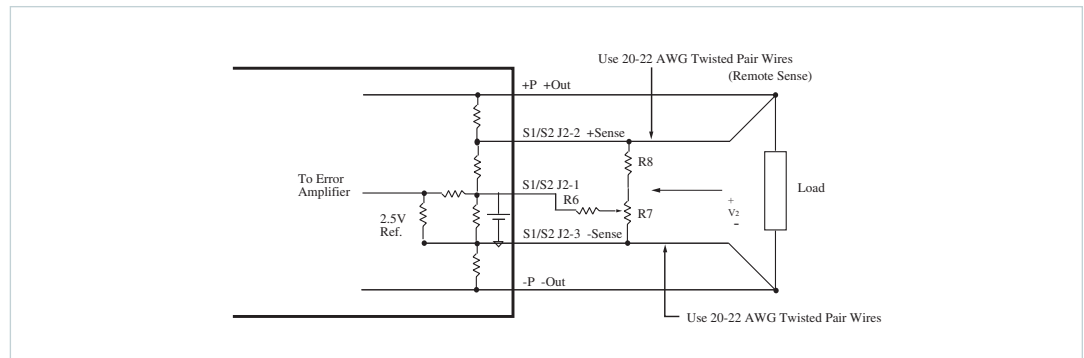 Use 20-22 AWG Twisted Pair Wires
(Remote Sense)
+P +Out
S1/S2 J2-2 +Sense
R8
To Error
Amplifier
S1/S2 J2-1
R6
Load
+
V2
-
R7
2.5V
Ref.
S1/S2 J2-3 -Sense
-P -Out
Use 20-22 AWG Twisted Pair Wires